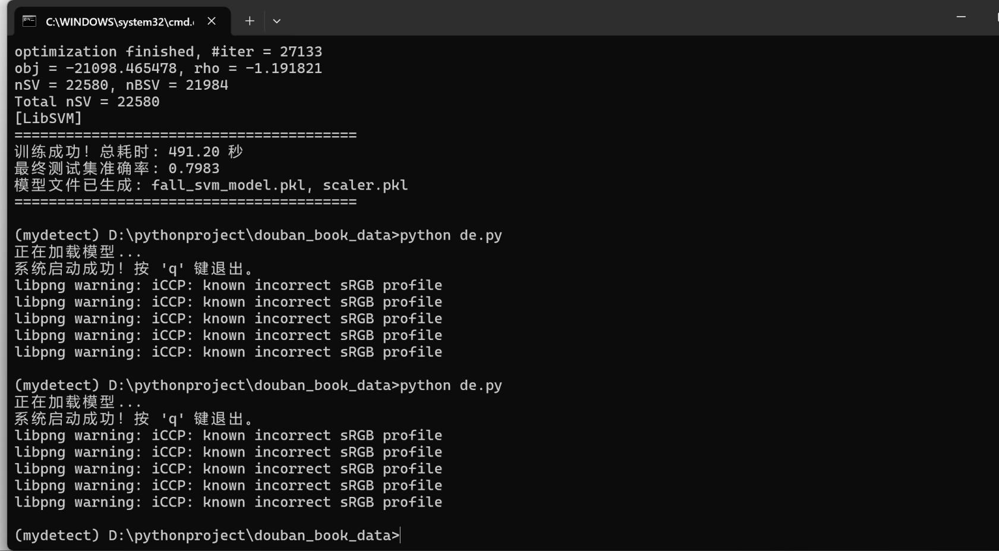 C:\WINDOWS\system32\cmd.
optimization finished, #iter = 27133
obj = -21098.465478, rho = -1.191821
nSV = 22580, nBSV = 21984
Total nSV = 22580
[LibSVM]
========================================
训练成功！总耗时：491.20 秒
最终测试集准确率：0.7983
模型文件已生成：fall_svm_model.pkl, scaler.pkl
========================================
(mydetect) D:\pythonproject\douban_book_data>python de.py
正在加载模型...
系统启动成功！按 'q' 键退出。
libpng warning: iCCP: known incorrect sRGB profile
libpng warning: iCCP: known incorrect sRGB profile
libpng warning: iCCP: known incorrect sRGB profile
libpng warning: iCCP: known incorrect sRGB profile
libpng warning: iCCP: known incorrect sRGB profile
(mydetect) D:\pythonproject\douban_book_data>python de.py
正在加载模型...
系统启动成功！按 'q' 键退出。
libpng warning: iCCP: known incorrect sRGB profile
libpng warning: iCCP: known incorrect sRGB profile
libpng warning: iCCP: known incorrect sRGB profile
libpng warning: iCCP: known incorrect sRGB profile
libpng warning: iCCP: known incorrect sRGB profile
(mydetect) D:\pythonproject\douban_book_data>